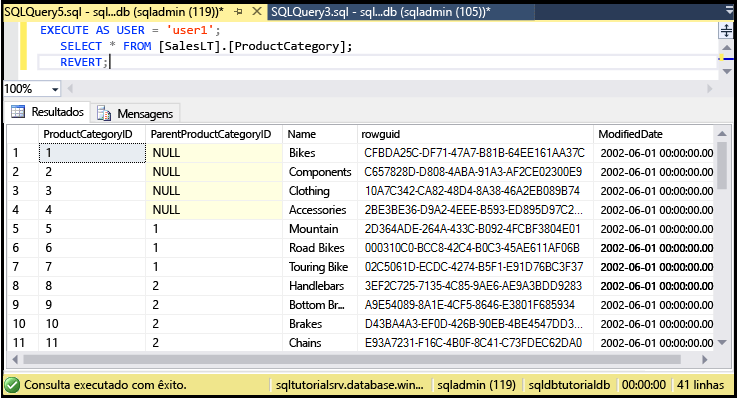 SQLQuery5.sql - sql...db (sqladmin (119))* SQLQuery3.sql - sql...db (sqladmin (105))*
EXECUTE AS USER = 'user1';
SELECT * FROM [SalesLT].[ProductCategory];
REVERT;
100%
Resultados Mensagens
ProductCategoryID ParentProductCategoryID Name rowguid ModifiedDate
1 1 NULL Bikes CFBDA25C-DF71-47A7-B81B-64EE161AA37C 2002-06-01 00:00:00.00
2 2 NULL Components C657828D-D808-4ABA-91A3-AF2CE02300E9 2002-06-01 00:00:00.00
3 3 NULL Clothing 10A7C342-CA82-48D4-8A38-46A2EB089B74 2002-06-01 00:00:00.00
4 4 NULL Accessories 2BE3BE36-D9A2-4EEE-B593-ED895D97C2... 2002-06-01 00:00:00.00
5 5 1 Mountain 2D364ADE-264A-433C-B092-4FCBF3804E01 2002-06-01 00:00:00.00
6 6 1 Road Bikes 000310C0-BCC8-42C4-B0C3-45AE611AF06B 2002-06-01 00:00:00.00
7 7 1 Touring Bike 02C5061D-ECDC-4274-B5F1-E91D76BC3F37 2002-06-01 00:00:00.00
8 8 2 Handlebars 3EF2C725-7135-4C85-9AE6-AE9A3BDD9283 2002-06-01 00:00:00.00
9 9 2 Bottom Br... A9E54089-8A1E-4CF5-8646-E3801F685934 2002-06-01 00:00:00.00
10 10 2 Brakes D43BA4A3-EF0D-426B-90EB-4BE4547DD3... 2002-06-01 00:00:00.00
11 11 2 Chains E93A7231-F16C-4B0F-8C41-C73FDEC62DA0 2002-06-01 00:00:00.00
Consulta executado com êxito. sqltutorialsrv.database.win... sqladmin (119) sqldbtutorialdb 00:00:00 41 linhas